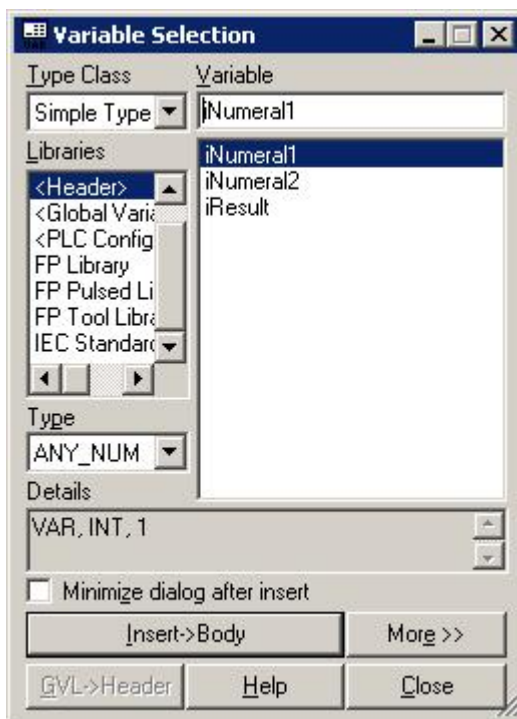 Variable Selection
Type Class
Variable
Simple Type
iNumeral1
Libraries
<Header>
<Global Varia
<PLC Config
FP Library
FP Pulsed Li
FP Tool Libra
IEC Standard
iNumeral1
iNumeral2
iResult
Type
ANY_NUM
Details
VAR, INT, 1
Minimize dialog after insert
Insert->Body
More >>
GVL->Header
Help
Close